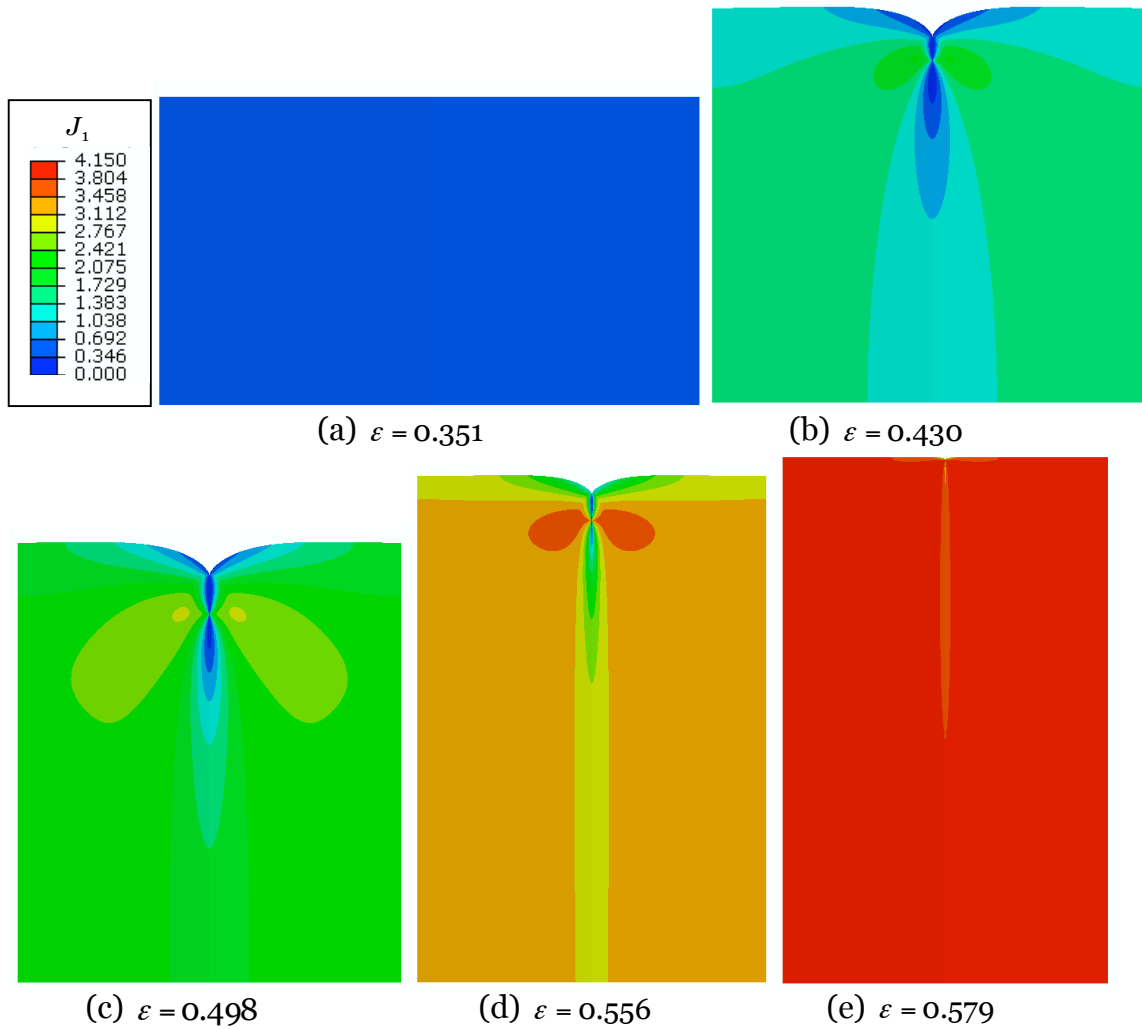 J₁
4.150
3.804
3.458
3.112
2.767
2.421
2.075
1.729
1.383
1.038
0.692
0.346
0.000
(a) ε = 0.351
(b) ε = 0.430
(c) ε = 0.498
(d) ε = 0.556
(e) ε = 0.579